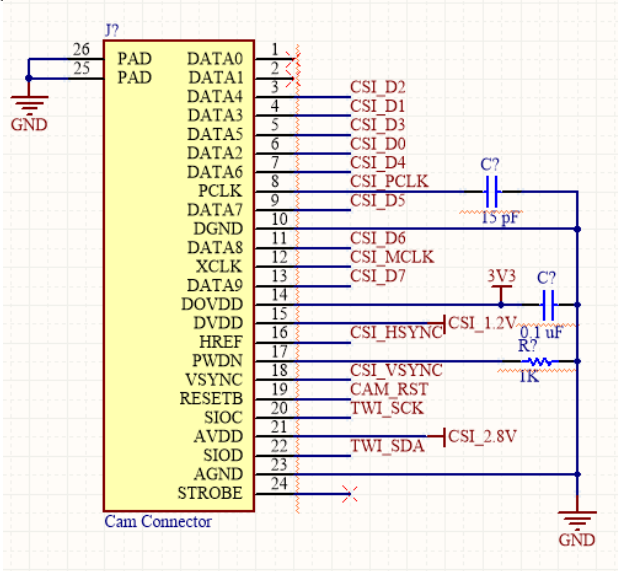 J?
26 PAD DATA0 1
25 PAD DATA1 2
DATA4 3 CSI_D2
DATA3 4 CSI_D1
DATA5 5 CSI_D3
DATA2 6 CSI_D0
DATA6 7 CSI_D4
PCLK 8 CSI_PCLK
DATA7 9 CSI_D5
DGND 10
DATA8 11 CSI_D6
XCLK 12 CSI_MCLK
DATA9 13 CSI_D7
DOVDD 14
DVDD 15 CSI_1.2V
HREF 16 CSI_HSYNC
PWDN 17
VSYNC 18 CSI_VSYNC
RESETB 19 CAM_RST
SIOC 20 TWI_SCK
AVDD 21 CSI_2.8V
SIOD 22 TWI_SDA
AGND 23
STROBE 24
Cam Connector
GND
C?
15 pF
3V3
C?
0.1 uF
R?
1K
GND